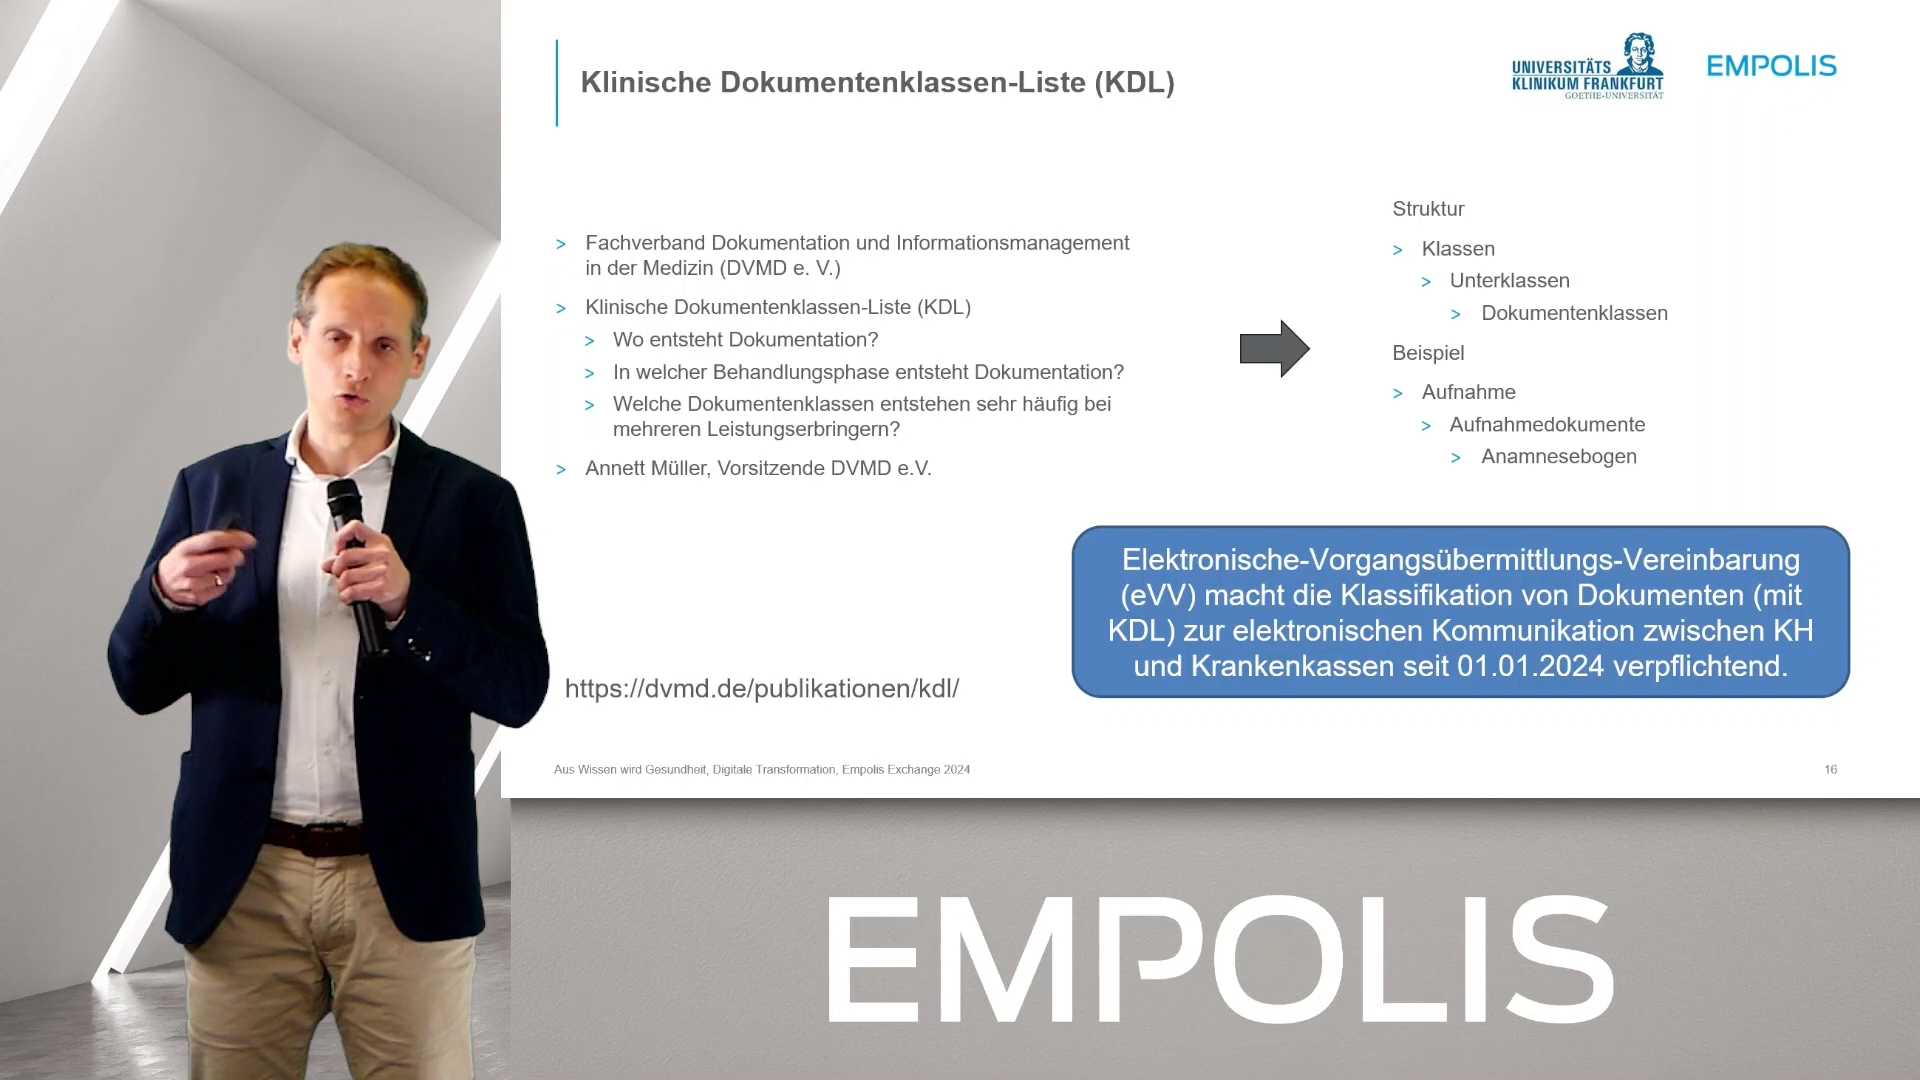 Klinische Dokumentenklassen-Liste (KDL)
UNIVERSITÄTS
KLINIKUM FRANKFURT
GOETHE-UNIVERSITÄT
EMPOLIS
> Fachverband Dokumentation und Informationsmanagement
in der Medizin (DVMD e. V.)
> Klinische Dokumentenklassen-Liste (KDL)
> Wo entsteht Dokumentation?
> In welcher Behandlungsphase entsteht Dokumentation?
> Welche Dokumentenklassen entstehen sehr häufig bei
mehreren Leistungserbringern?
> Annett Müller, Vorsitzende DVMD e.V.
Struktur
> Klassen
> Unterklassen
> Dokumentenklassen
Beispiel
> Aufnahme
> Aufnahmedokumente
> Anamnesebogen
Elektronische-Vorgangsübermittlungs-Vereinbarung
(eVV) macht die Klassifikation von Dokumenten (mit
KDL) zur elektronischen Kommunikation zwischen KH
und Krankenkassen seit 01.01.2024 verpflichtend.
https://dvmd.de/publikationen/kdl/
Aus Wissen wird Gesundheit, Digitale Transformation, Empolis Exchange 2024
16
EMPOLIS